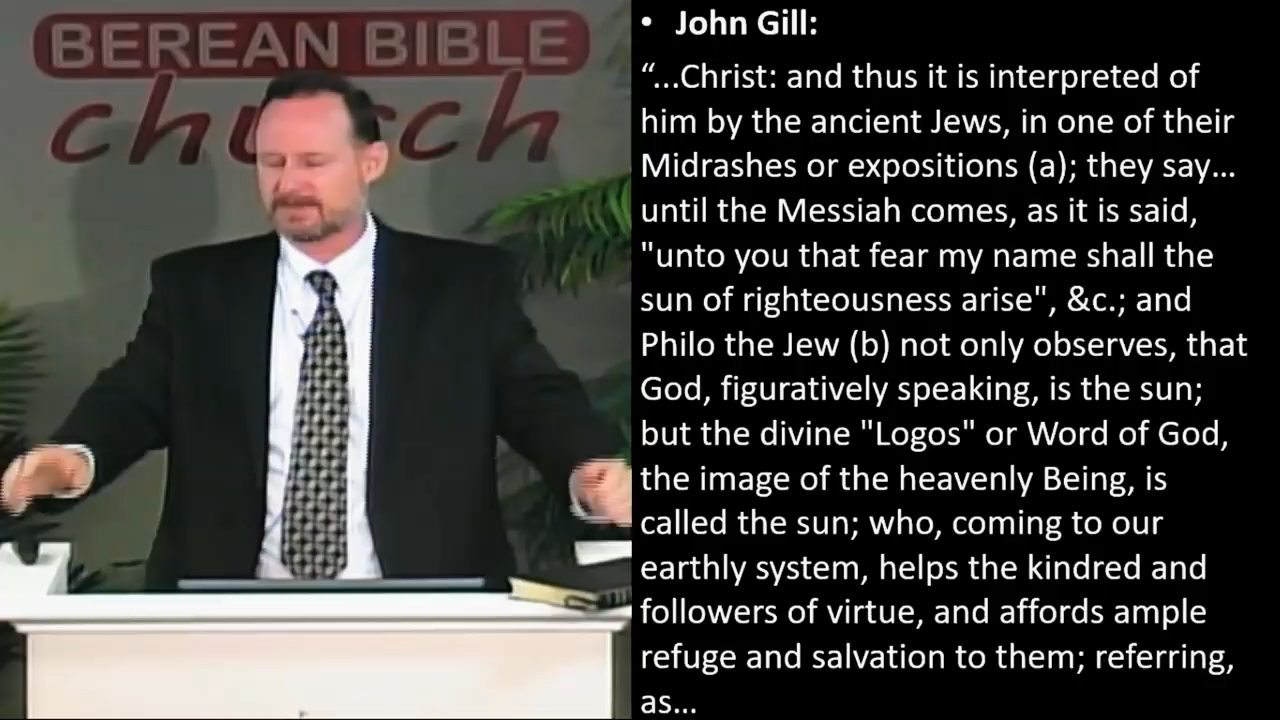 BEREAN BIBLE
church
• John Gill:
“...Christ: and thus it is interpreted of
him by the ancient Jews, in one of their
Midrashes or expositions (a); they say…
until the Messiah comes, as it is said,
"unto you that fear my name shall the
sun of righteousness arise", &c.; and
Philo the Jew (b) not only observes, that
God, figuratively speaking, is the sun;
but the divine "Logos" or Word of God,
the image of the heavenly Being, is
called the sun; who, coming to our
earthly system, helps the kindred and
followers of virtue, and affords ample
refuge and salvation to them; referring,
as…